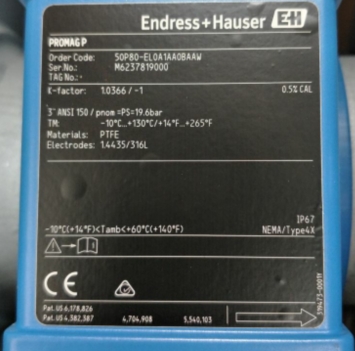 Endress+Hauser EH
PROMAG P
Order Code: 50P80-EL0A1AA0BAAW
Ser.No.: M6237819000
TAG No.:
K-factor: 1.0366 / -1 0.5% CAL
3" ANSI 150 / pnom =PS=19.6bar
TM: -10°C...+130°C/+14°F...+265°F
Materials: PTFE
Electrodes: 1.4435/316L
IP67
-10°C(+14°F)<Tamb<+60°C(+140°F) NEMA/Type4X
CE
Pat. US 6,178,826
Pat. US 4,382,387 4,704,908 5,540,103
319473-0001F